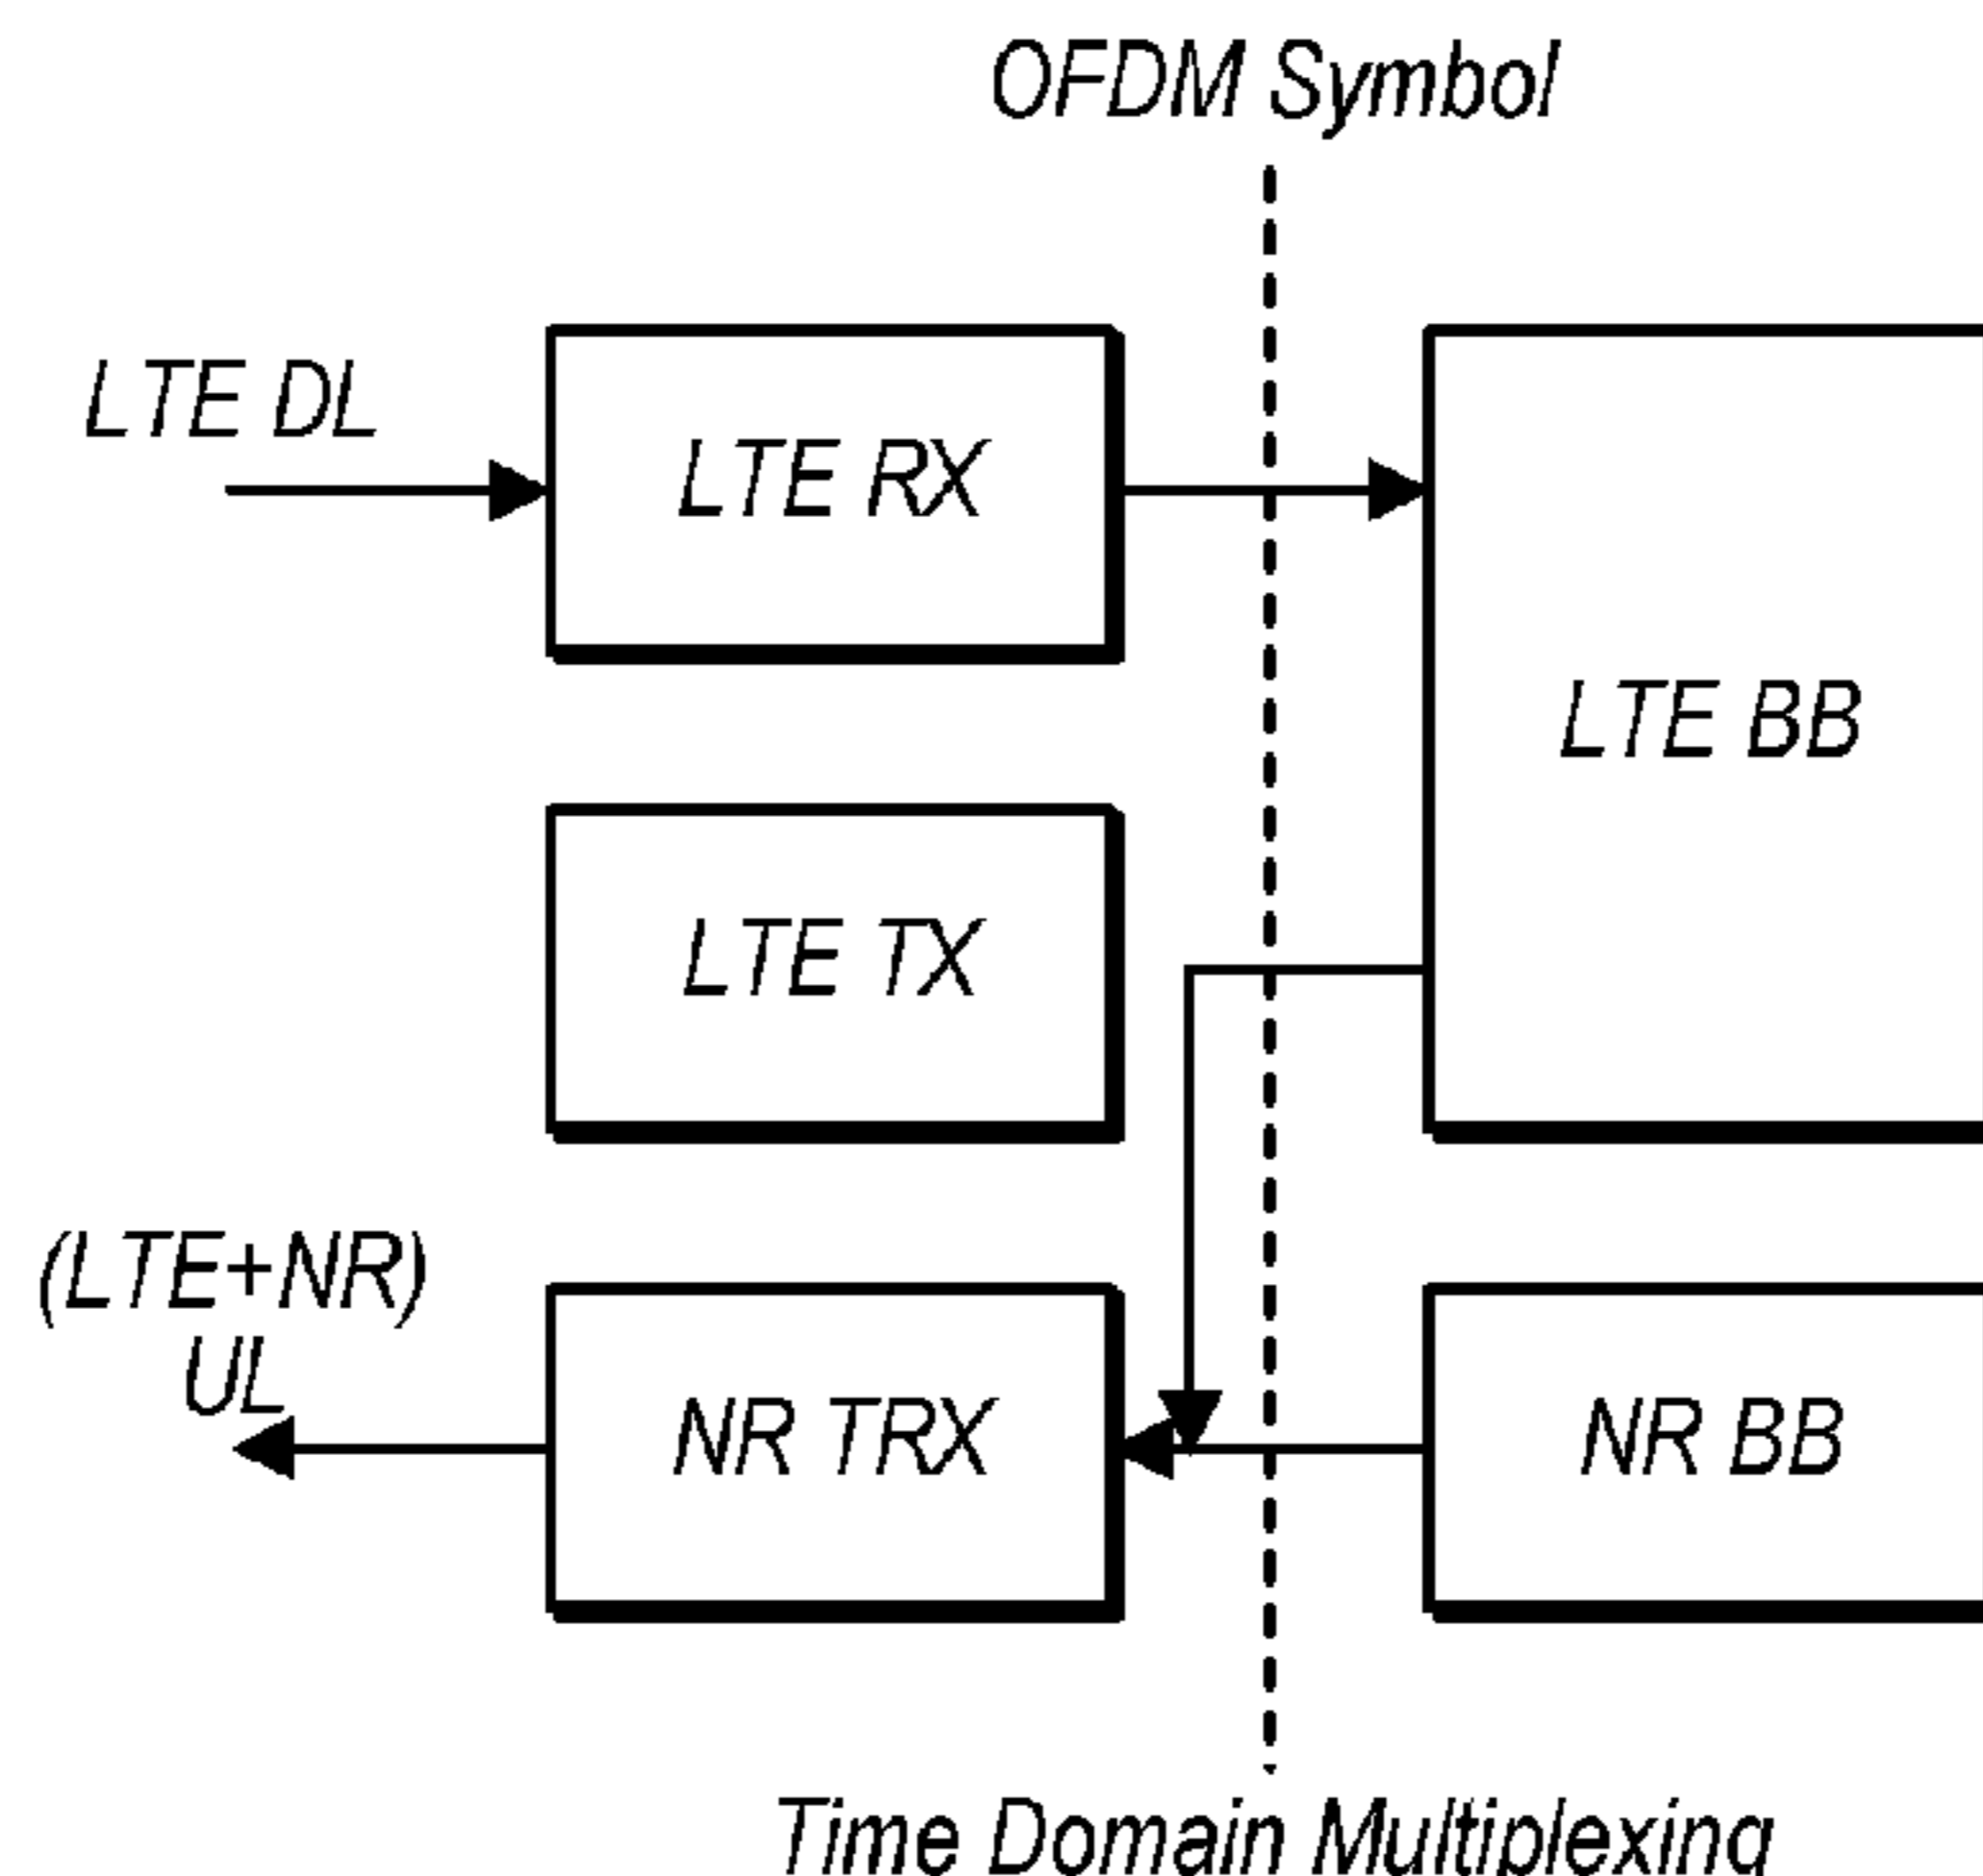 OFDM Symbol
LTE DL
LTE RX
LTE BB
LTE TX
(LTE+NR)
UL
NR TRX
NR BB
Time Domain Multiplexing